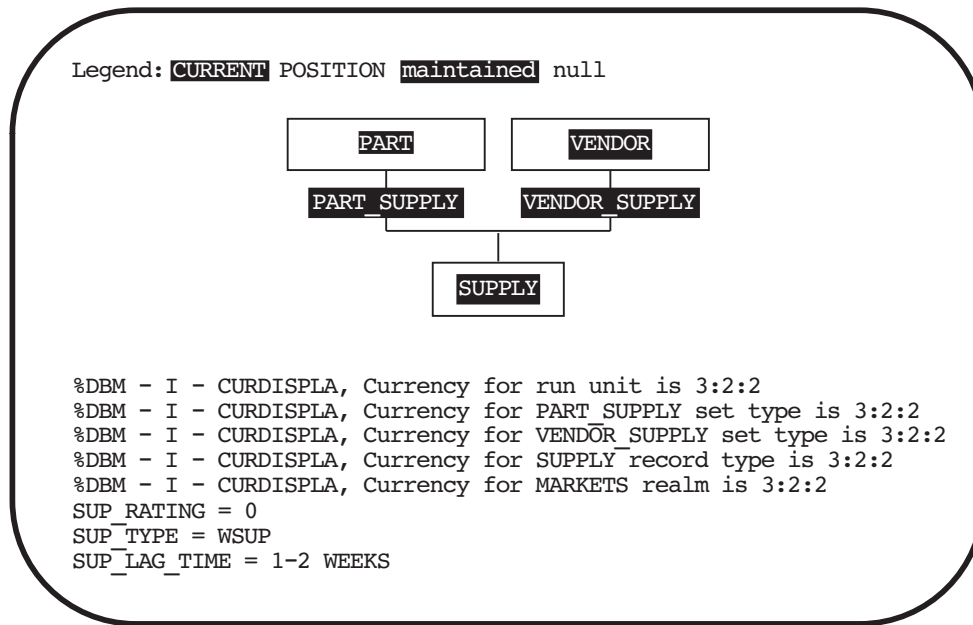 Legend: CURRENT POSITION maintained null
PART VENDOR
PART_SUPPLY VENDOR_SUPPLY
SUPPLY
%DBM - I - CURDISPLA, Currency for run unit is 3:2:2
%DBM - I - CURDISPLA, Currency for PART_SUPPLY set type is 3:2:2
%DBM - I - CURDISPLA, Currency for VENDOR_SUPPLY set type is 3:2:2
%DBM - I - CURDISPLA, Currency for SUPPLY record type is 3:2:2
%DBM - I - CURDISPLA, Currency for MARKETS realm is 3:2:2
SUP_RATING = 0
SUP_TYPE = WSUP
SUP_LAG_TIME = 1-2 WEEKS